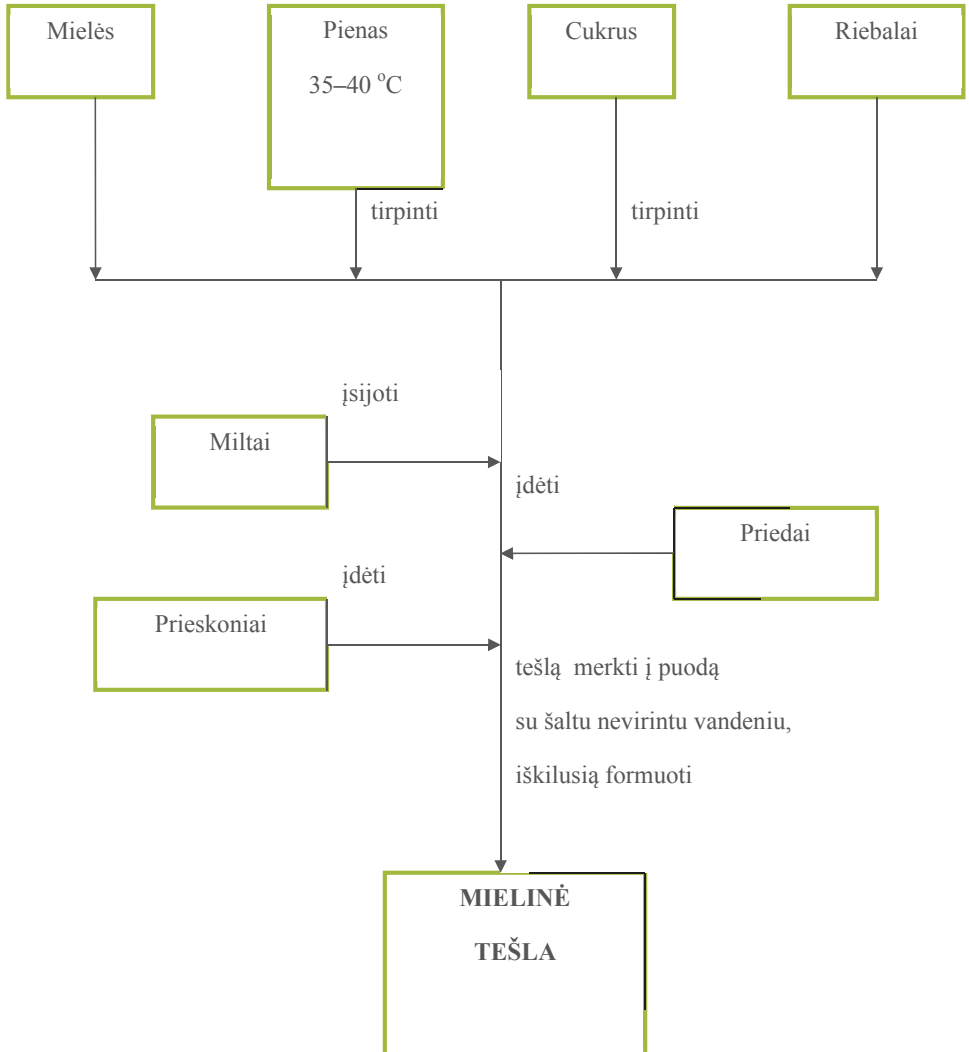 Mielės
Pienas
35–40 °C
Cukrus
Riebalai
tirpinti
tirpinti
įsijoti
Miltai
įdėti
Priedai
įdėti
Prieskoniai
tešlą merkti į puodą
su šaltu nevirintu vandeniu,
iškilusią formuoti
MIELINĖ
TEŠLA